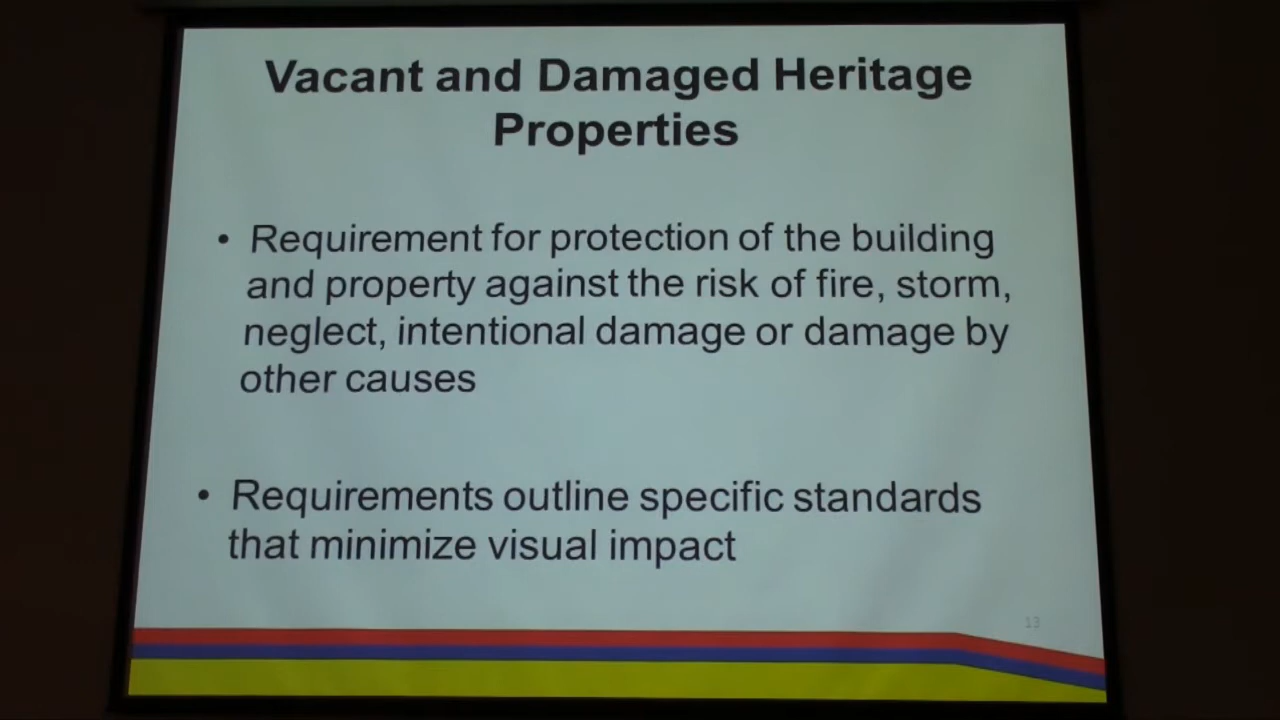 Vacant and Damaged Heritage
Properties
• Requirement for protection of the building
and property against the risk of fire, storm,
neglect, intentional damage or damage by
other causes
• Requirements outline specific standards
that minimize visual impact
13